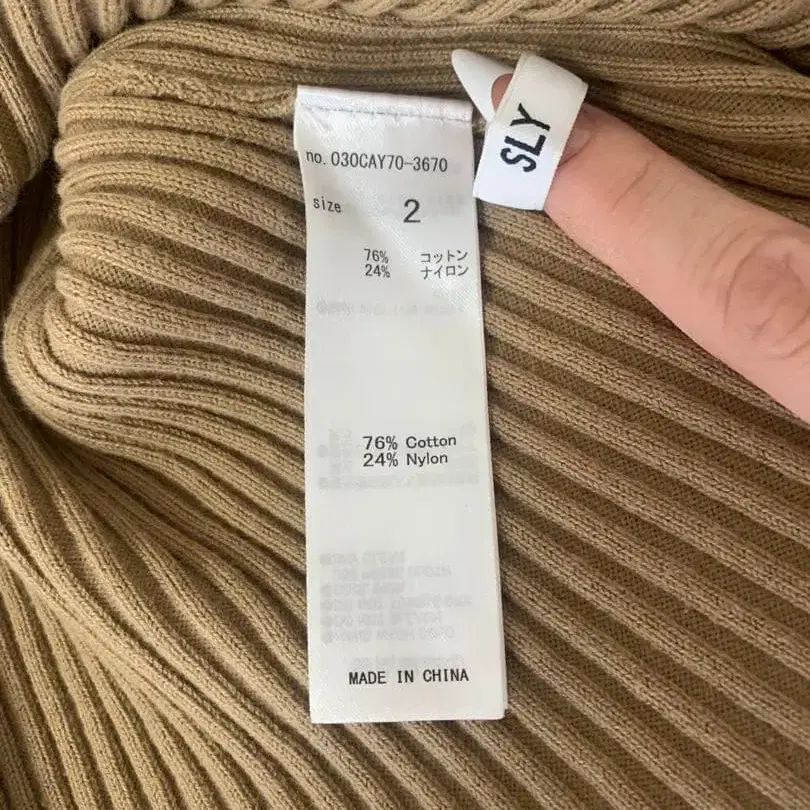 SLY
no. 030CAY70-3670
size 2
76% コットン
24% ナイロン
76% Cotton
24% Nylon
MADE IN CHINA